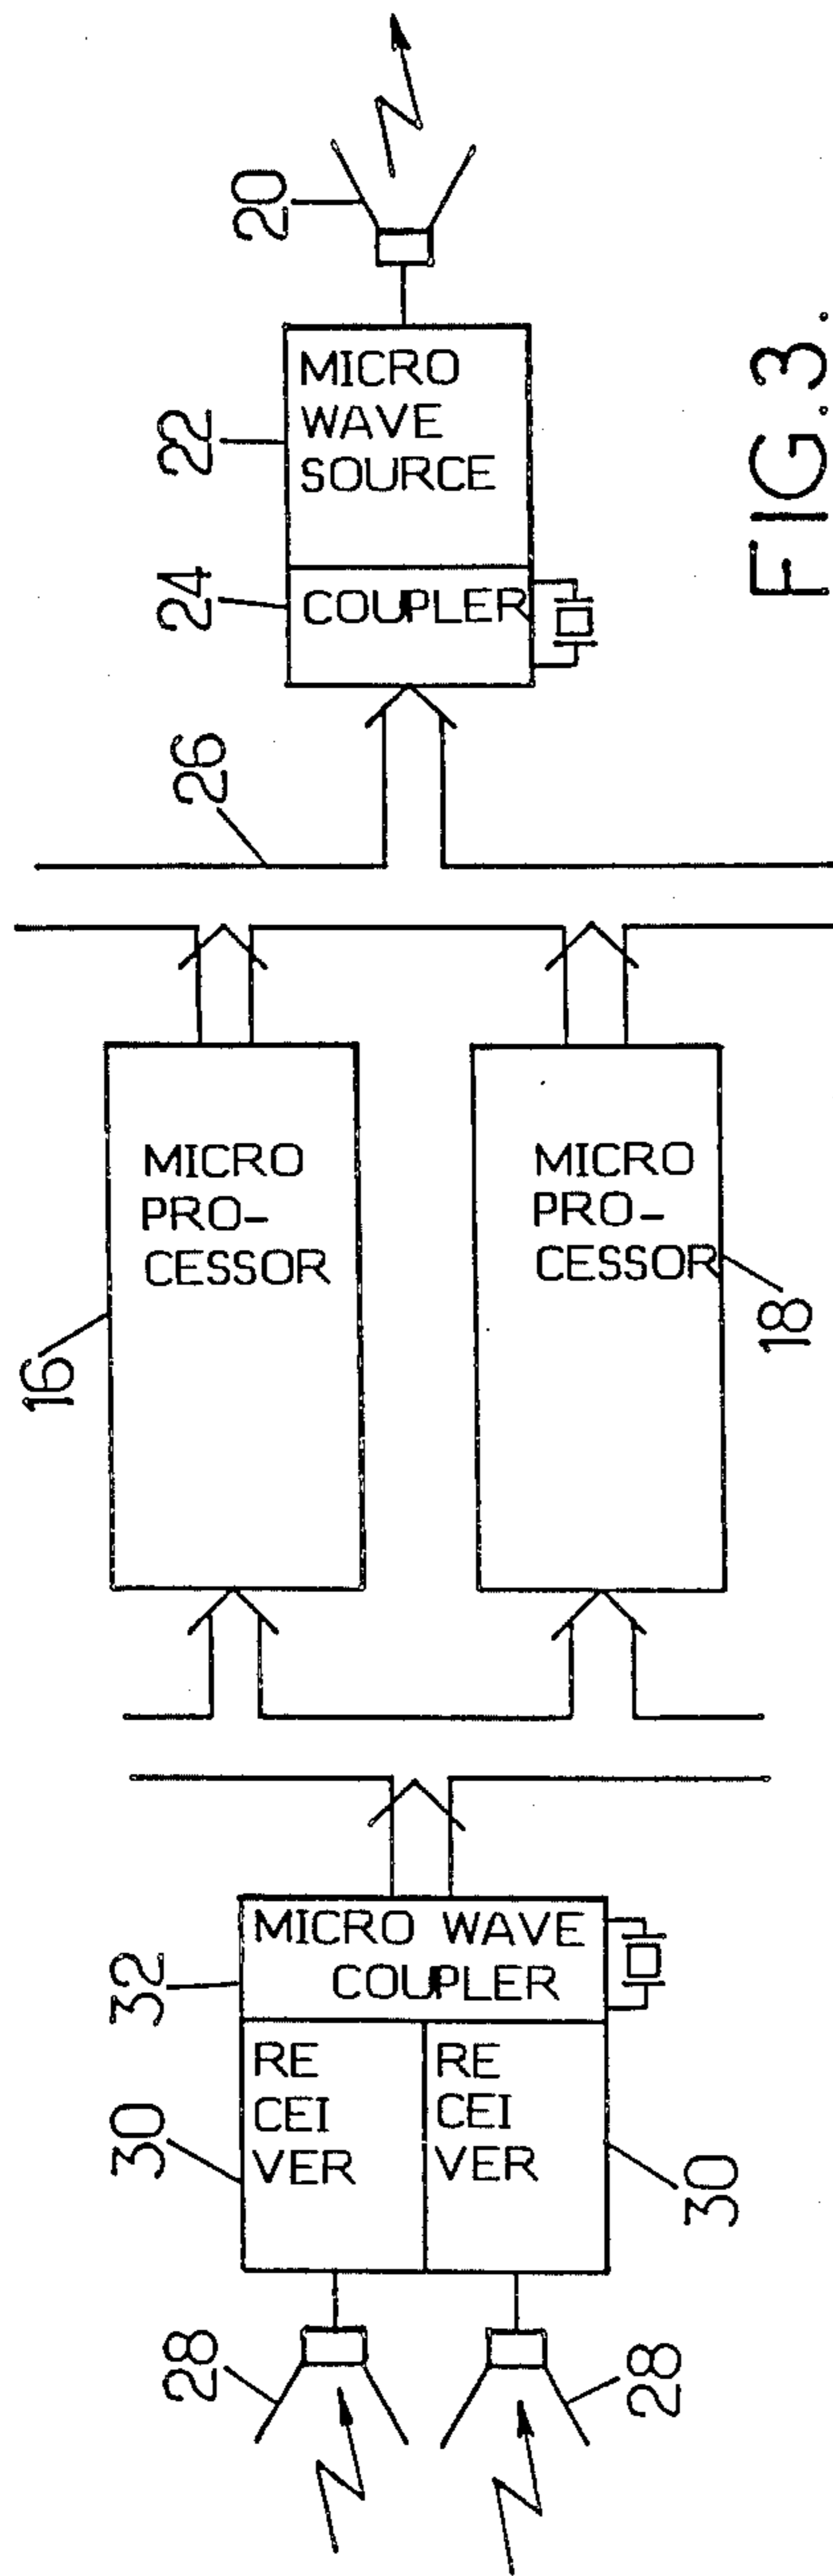 20
22
MICRO
WAVE
SOURCE
24
COUPLER
26
FIG.3.
MICRO
PRO-
CESSOR
16
MICRO
PRO-
CESSOR
18
32
MICRO WAVE
COUPLER
30
RE
CEI
VER
RE
CEI
VER
30
28
28